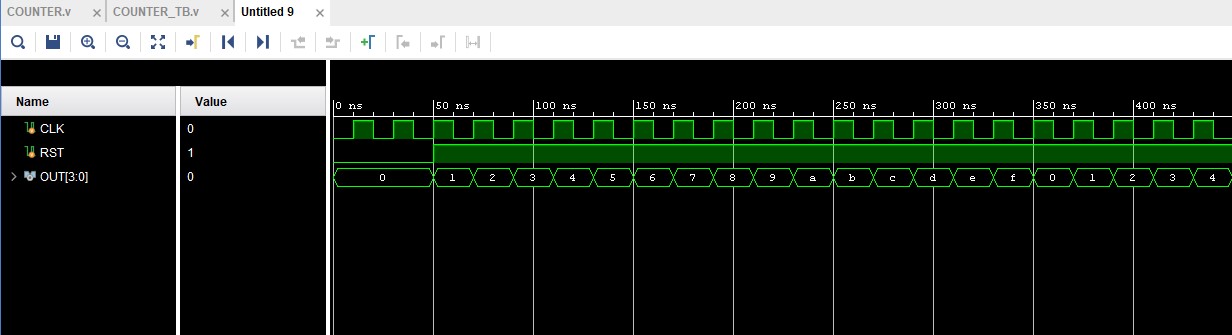 COUNTER.v × COUNTER_TB.v × Untitled 9 ×
Name Value
0 ns 50 ns 100 ns 150 ns 200 ns 250 ns 300 ns 350 ns 400 ns
CLK 0
RST 1
OUT[3:0] 0 0 1 2 3 4 5 6 7 8 9 a b c d e f 0 1 2 3 4